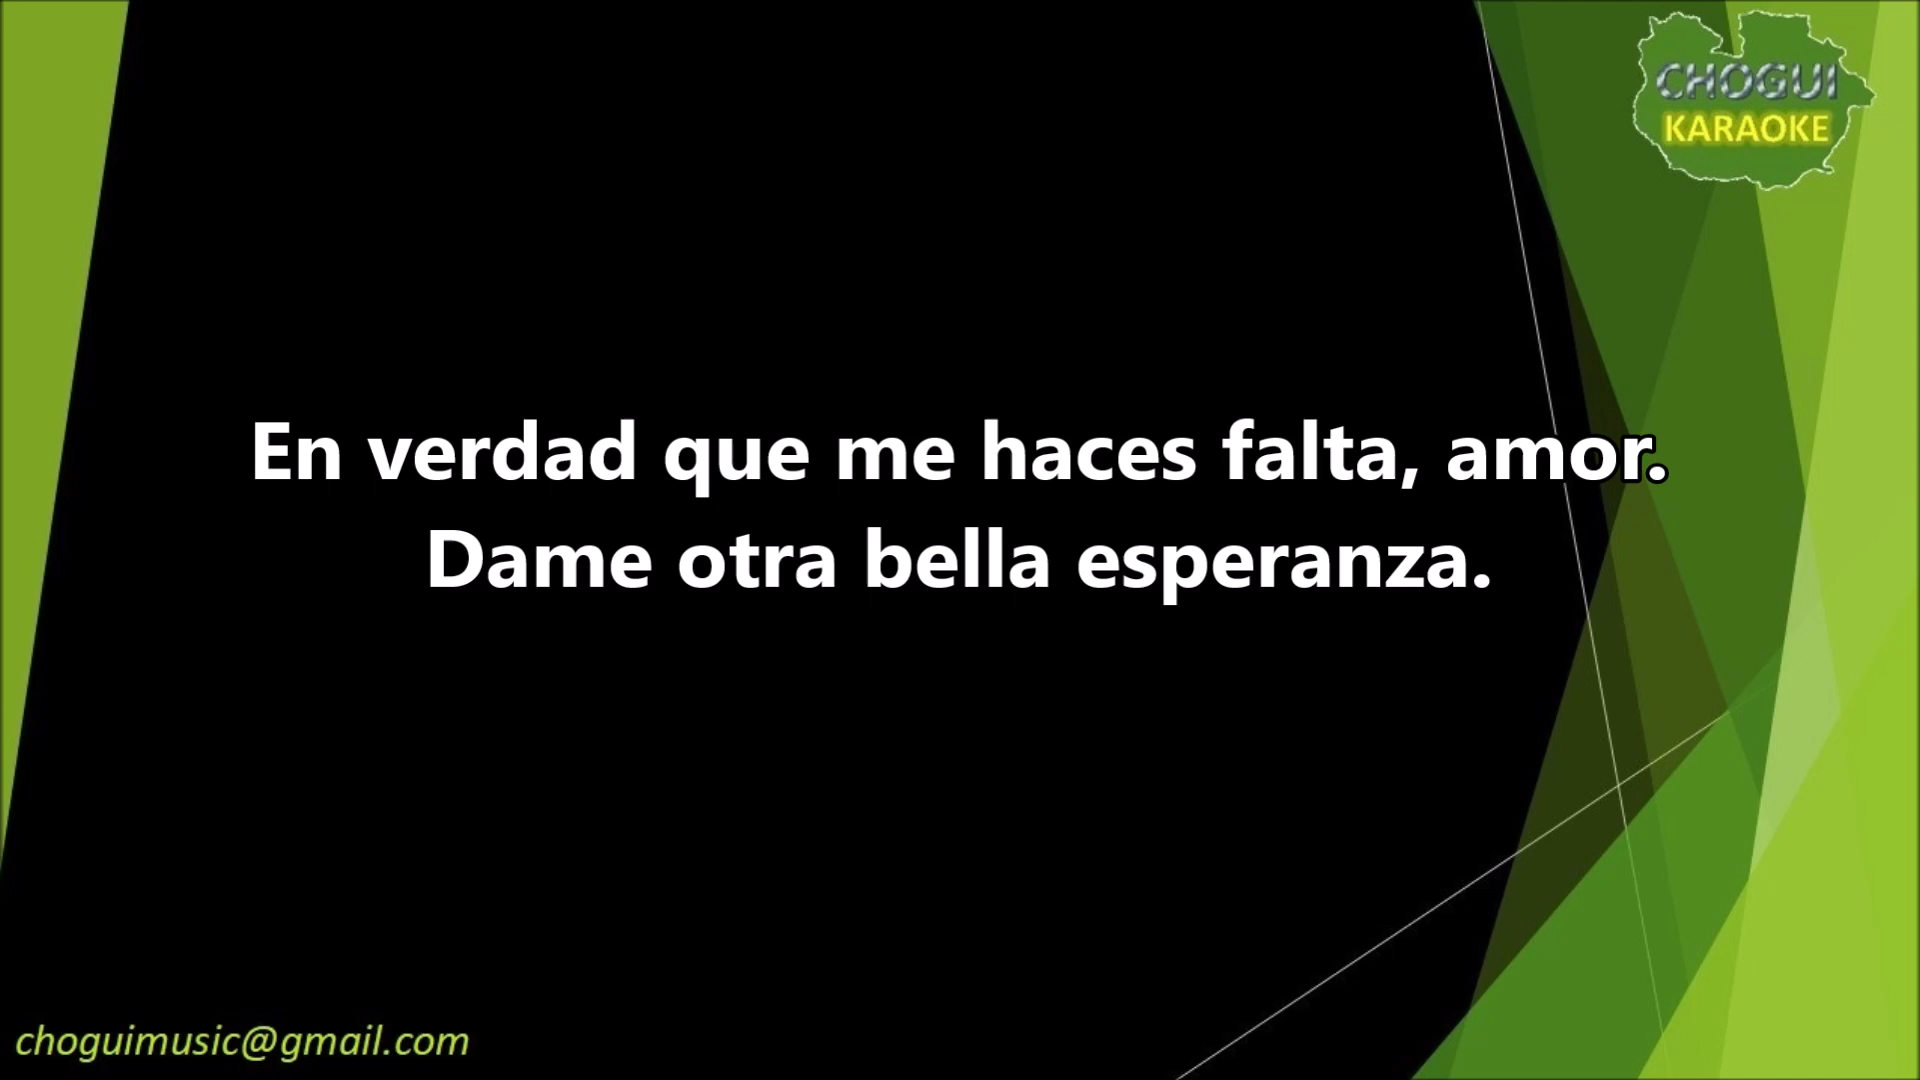 CHOGUI
KARAOKE
En verdad que me haces falta, amor.
Dame otra bella esperanza.
choguimusic@gmail.com